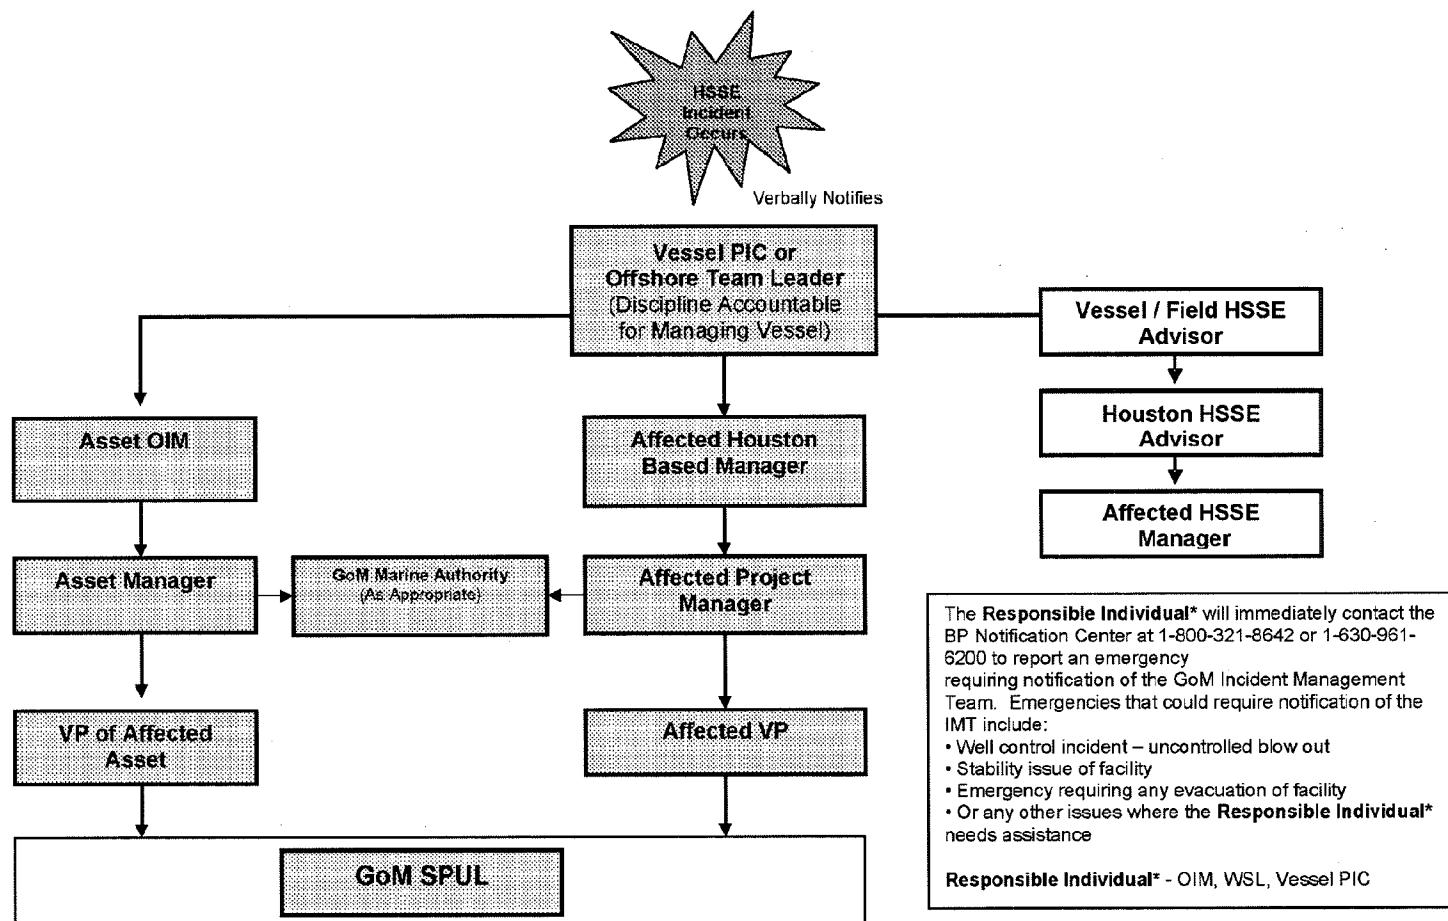 HSSE
Incident
Occurs
Verbally Notifies
Vessel PIC or
Offshore Team Leader
(Discipline Accountable
for Managing Vessel)
Vessel / Field HSSE
Advisor
Houston HSSE
Advisor
Affected HSSE
Manager
Asset OIM
Affected Houston
Based Manager
Asset Manager
GoM Marine Authority
(As Appropriate)
Affected Project
Manager
VP of Affected
Asset
Affected VP
GoM SPUL
The Responsible Individual* will immediately contact the
BP Notification Center at 1-800-321-8642 or 1-630-961-
6200 to report an emergency
requiring notification of the GoM Incident Management
Team. Emergencies that could require notification of the
IMT include:
• Well control incident – uncontrolled blow out
• Stability issue of facility
• Emergency requiring any evacuation of facility
• Or any other issues where the Responsible Individual*
needs assistance
Responsible Individual* - OIM, WSL, Vessel PIC